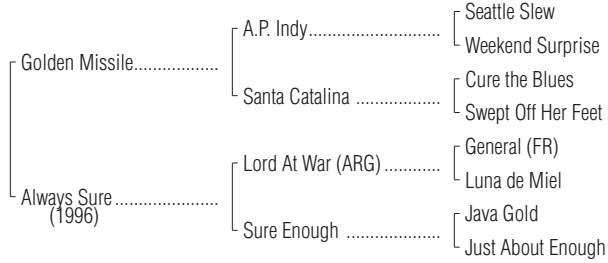 Seattle Slew
A.P. Indy..............................
Weekend Surprise
Golden Missile...................
Cure the Blues
Santa Catalina ...................
Swept Off Her Feet
General (FR)
Lord At War (ARG) ............
Luna de Miel
Always Sure .......................
(1996)
Java Gold
Sure Enough .....................
Just About Enough